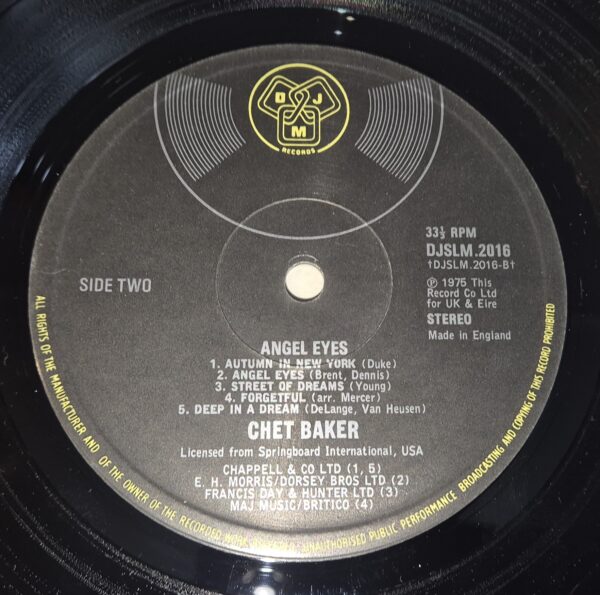 D J
M
RECORDS
33⅓ RPM
DJSLM.2016
†DJSLM.2016-B†
℗ 1975 This
Record Co Ltd
for UK & Eire
STEREO
Made in England
SIDE TWO
ANGEL EYES
1. AUTUMN IN NEW YORK (Duke)
2. ANGEL EYES (Brent, Dennis)
3. STREET OF DREAMS (Young)
4. FORGETFUL (arr. Mercer)
5. DEEP IN A DREAM (DeLange, Van Heusen)
CHET BAKER
Licensed from Springboard International, USA
CHAPPELL & CO LTD (1, 5)
E. H. MORRIS/DORSEY BROS LTD (2)
FRANCIS DAY & HUNTER LTD (3)
MAJ MUSIC/BRITICO (4)
ALL RIGHTS OF THE MANUFACTURER AND OF THE OWNER OF THE RECORDED WORK RESERVED. UNAUTHORISED PUBLIC PERFORMANCE BROADCASTING AND COPYING OF THIS RECORD PROHIBITED